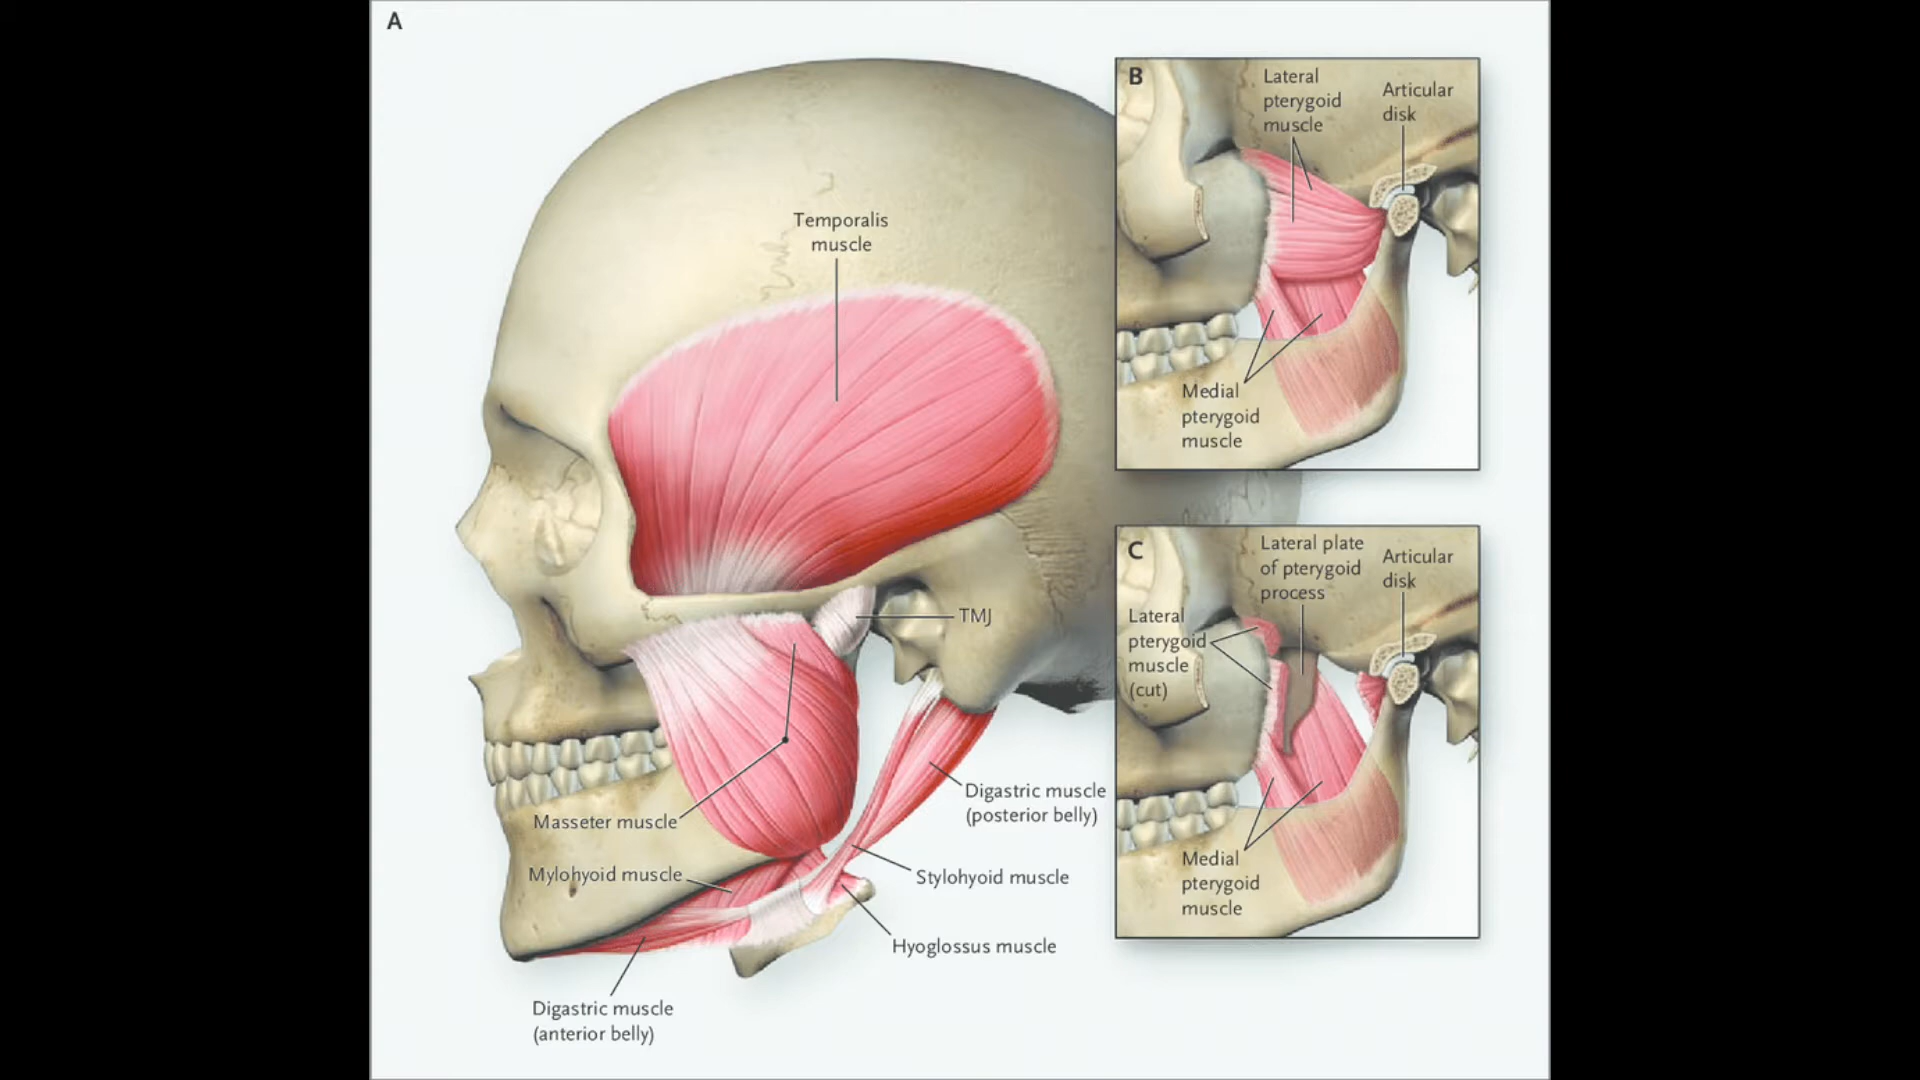 A
Temporalis
muscle
TMJ
Masseter muscle
Mylohyoid muscle
Digastric muscle
(posterior belly)
Stylohyoid muscle
Hyoglossus muscle
Digastric muscle
(anterior belly)
B
Lateral
pterygoid
muscle
Articular
disk
Medial
pterygoid
muscle
C
Lateral plate
of pterygoid
process
Articular
disk
Lateral
pterygoid
muscle
(cut)
Medial
pterygoid
muscle